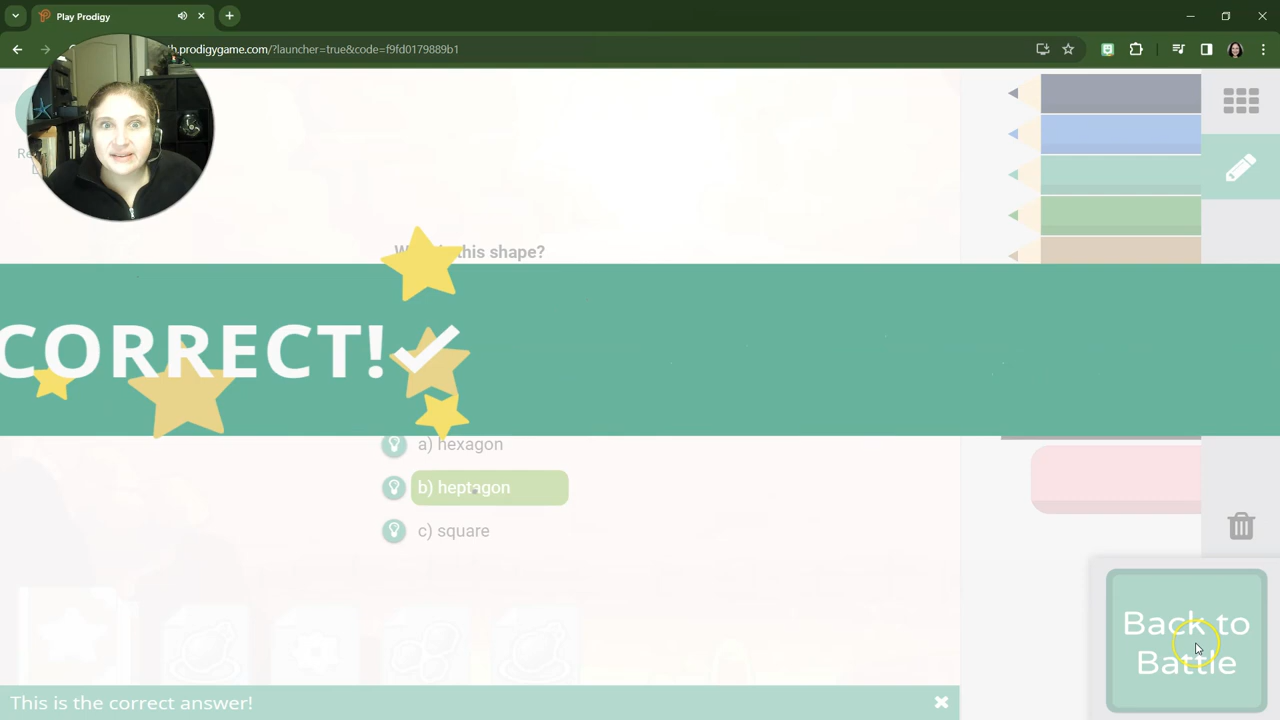 Play Prodigy
th.prodigygame.com/?launcher=true&code=f9fd0179889b1
this shape?
CORRECT!
a) hexagon
b) heptagon
c) square
Back to
Battle
This is the correct answer!